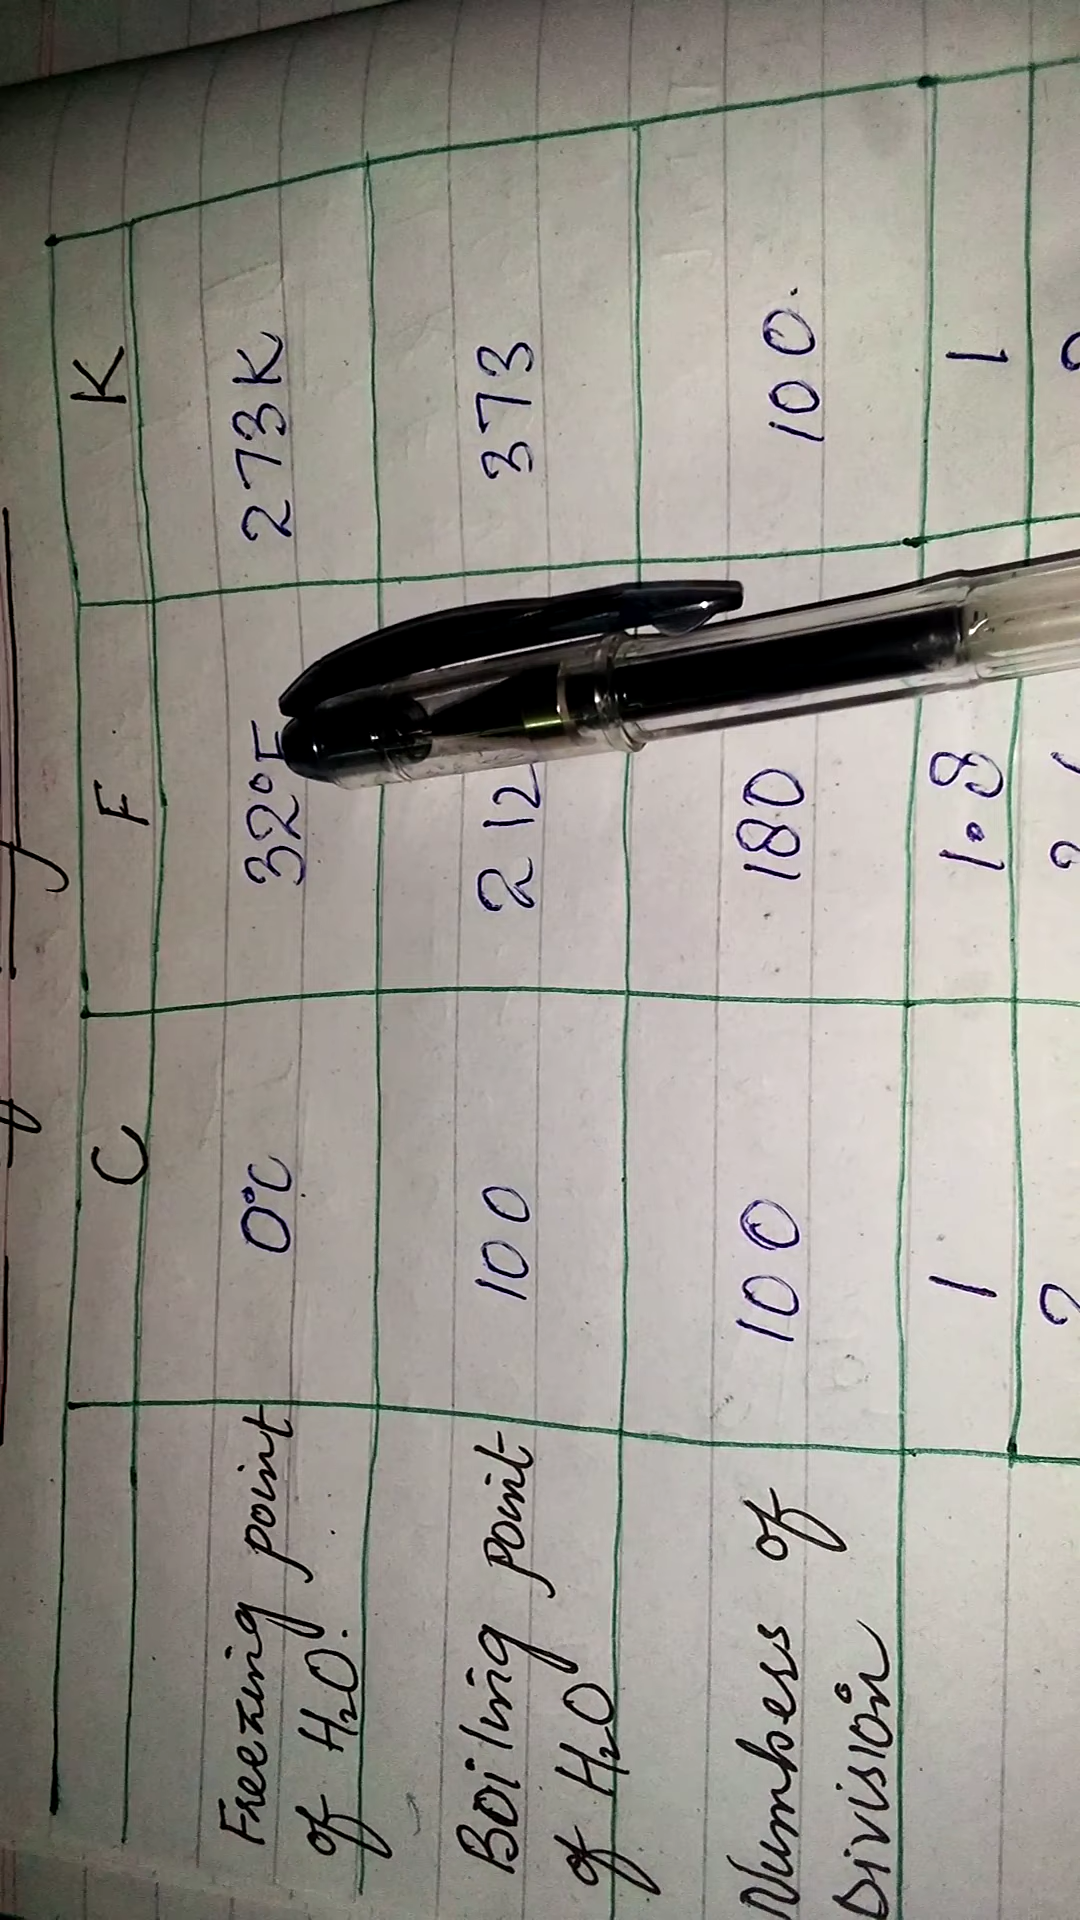 C F K
Freezing point 0°C 32°F 273K
of H₂O.
Boiling point 100 212 373
of H₂O
Numbers of 100 180 100.
Division
1 1.8 1